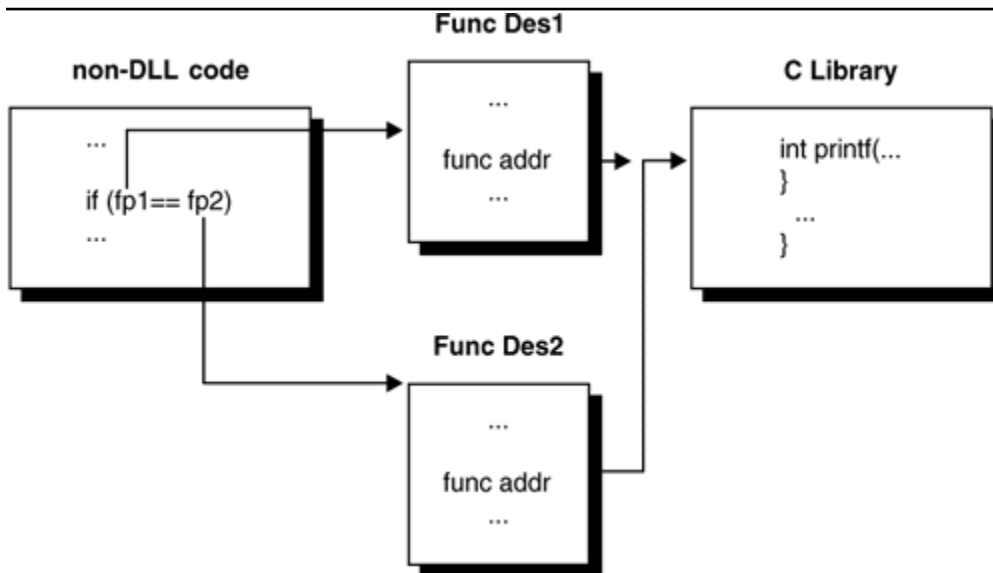 Func Des1
non-DLL code
C Library
...
if (fp1== fp2)
...
...
func addr
...
int printf(...
}
...
}
Func Des2
...
func addr
...